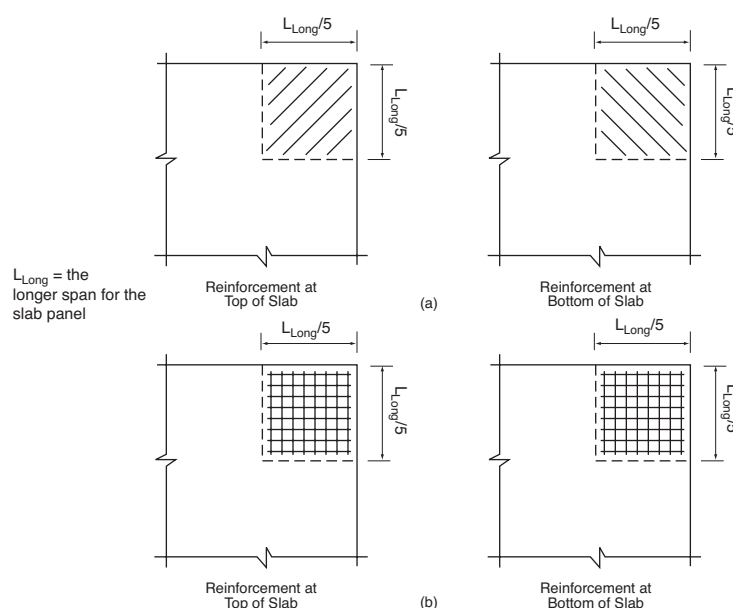 L_Long/5
L_Long/5
L_Long/5
L_Long/5
L_Long = the
longer span for the
slab panel
Reinforcement at
Top of Slab
(a)
Reinforcement at
Bottom of Slab
L_Long/5
L_Long/5
L_Long/5
L_Long/5
Reinforcement at
Top of Slab
(b)
Reinforcement at
Bottom of Slab